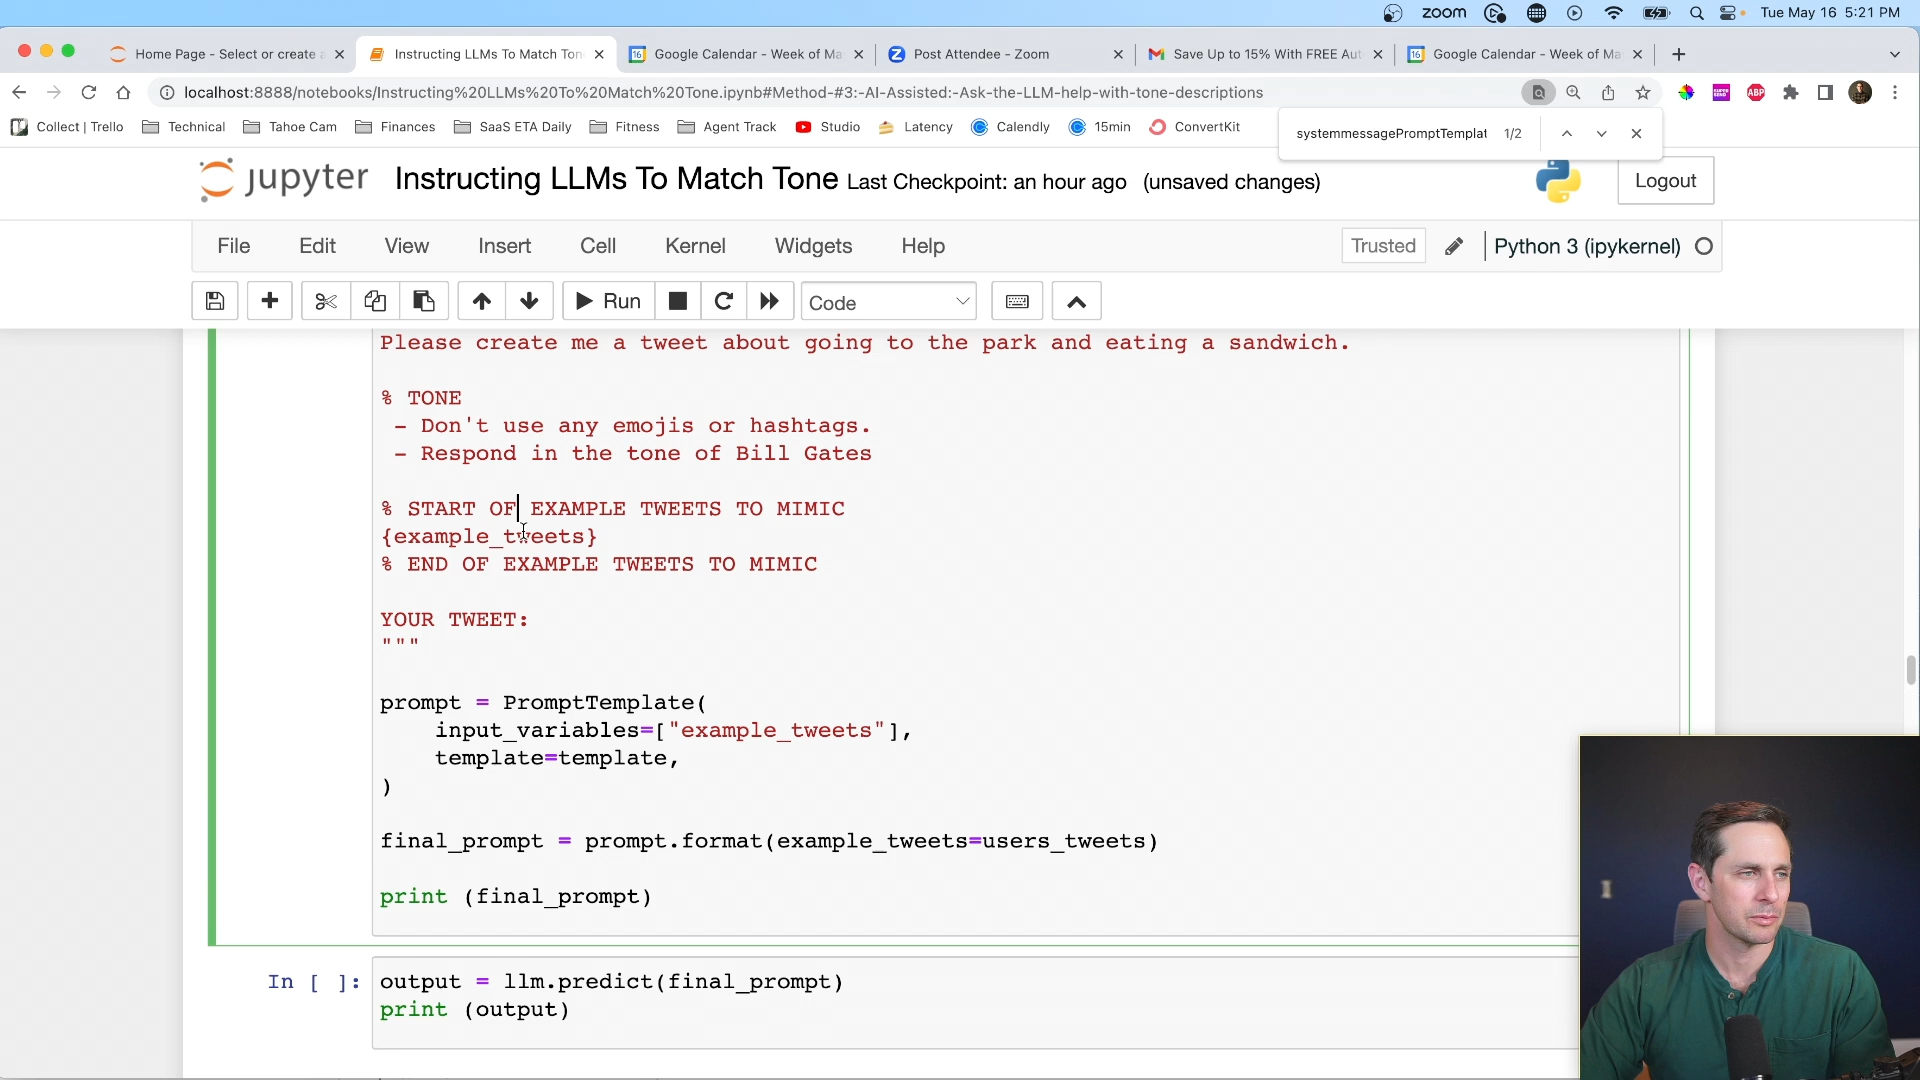 zoom
Tue May 16 5:21 PM
Home Page - Select or create a
Instructing LLMs To Match Ton
Google Calendar - Week of Ma
Post Attendee - Zoom
Save Up to 15% With FREE Aut
Google Calendar - Week of Ma
localhost:8888/notebooks/Instructing%20LLMs%20To%20Match%20Tone.ipynb#Method-#3:-AI-Assisted:-Ask-the-LLM-help-with-tone-descriptions
Collect | Trello
Technical
Tahoe Cam
Finances
SaaS ETA Daily
Fitness
Agent Track
Studio
Latency
Calendly
15min
ConvertKit
systemmessagePromptTemplat 1/2
jupyter
Instructing LLMs To Match Tone Last Checkpoint: an hour ago (unsaved changes)
Logout
File Edit View Insert Cell Kernel Widgets Help
Trusted
Python 3 (ipykernel)
Run
Code
Please create me a tweet about going to the park and eating a sandwich.
% TONE
- Don't use any emojis or hashtags.
- Respond in the tone of Bill Gates
% START OF EXAMPLE TWEETS TO MIMIC
{example_tweets}
% END OF EXAMPLE TWEETS TO MIMIC
YOUR TWEET:
"""
prompt = PromptTemplate(
input_variables=["example_tweets"],
template=template,
)
final_prompt = prompt.format(example_tweets=users_tweets)
print (final_prompt)
In [ ]: output = llm.predict(final_prompt)
print (output)